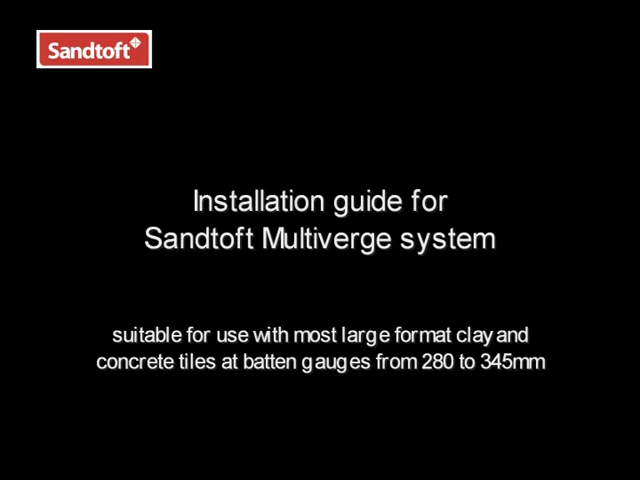 Sandtoft
Installation guide for
Sandtoft Multiverge system
suitable for use with most large format clay and
concrete tiles at batten gauges from 280 to 345mm